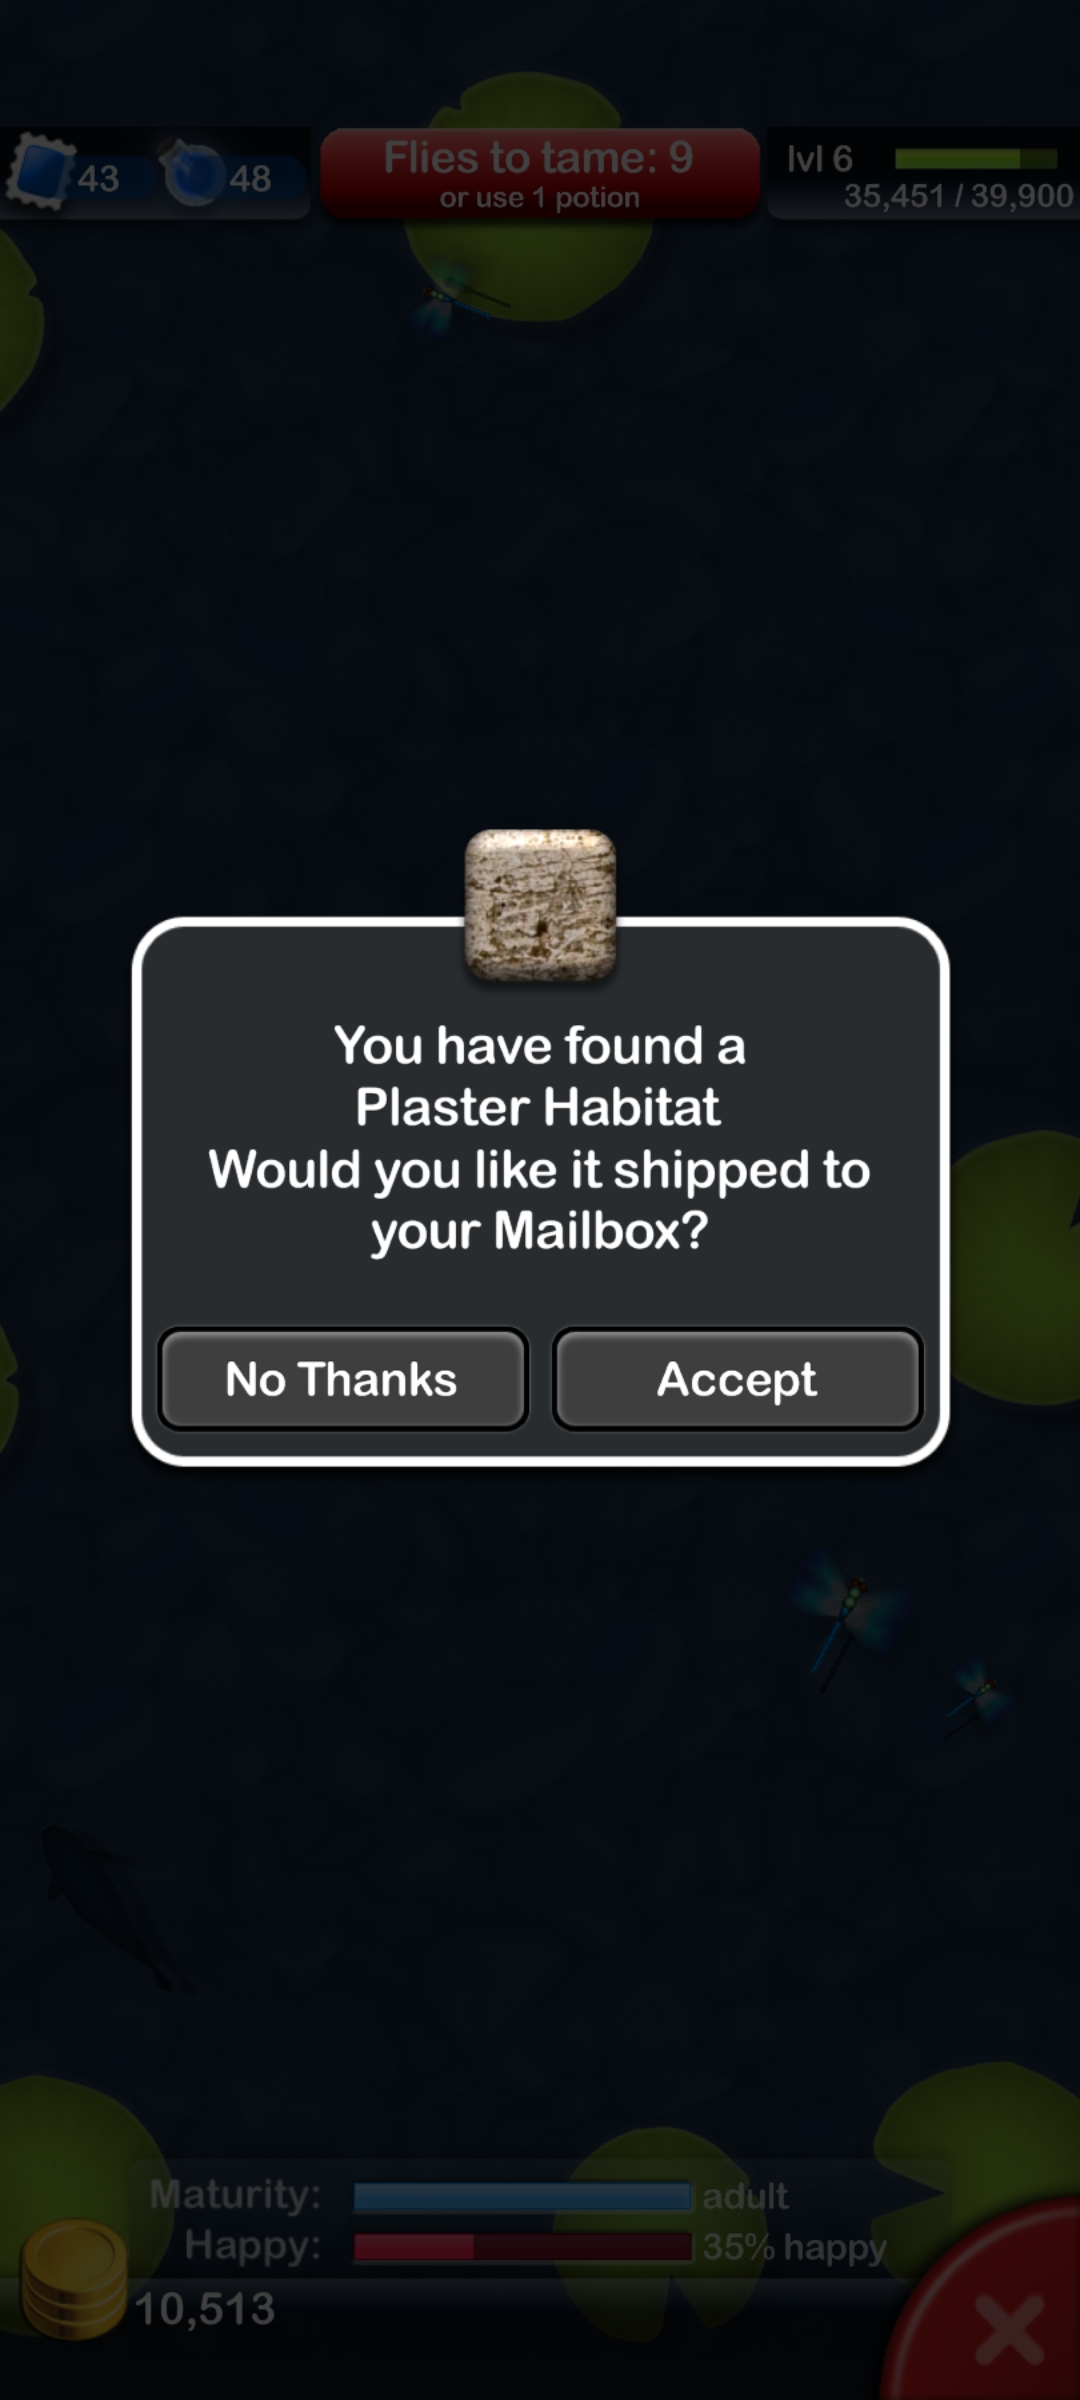 43
48
Flies to tame: 9
or use 1 potion
lvl 6
35,451 / 39,900
You have found a
Plaster Habitat
Would you like it shipped to
your Mailbox?
No Thanks
Accept
Maturity:
adult
Happy:
35% happy
10,513